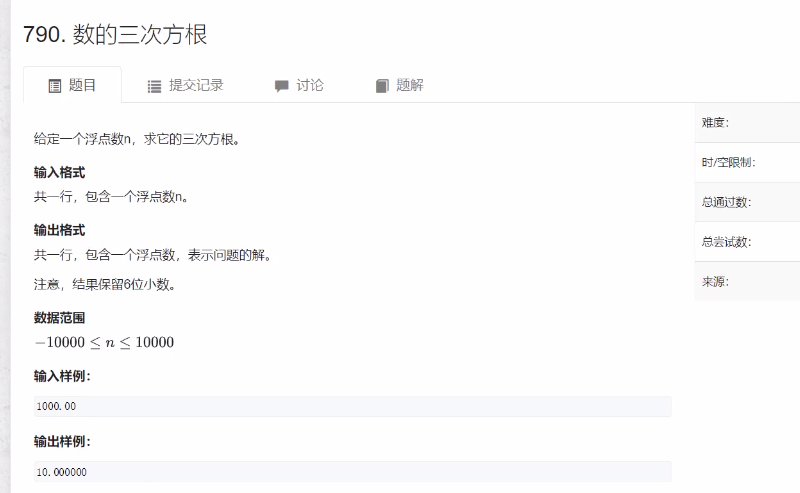 790. 数的三次方根
题目 提交记录 讨论 题解
给定一个浮点数n，求它的三次方根。
输入格式
共一行，包含一个浮点数n。
输出格式
共一行，包含一个浮点数，表示问题的解。
注意，结果保留6位小数。
数据范围
−10000 ≤ n ≤ 10000
输入样例：
1000.00
输出样例：
10.000000
难度：
时/空限制：
总通过数：
总尝试数：
来源：